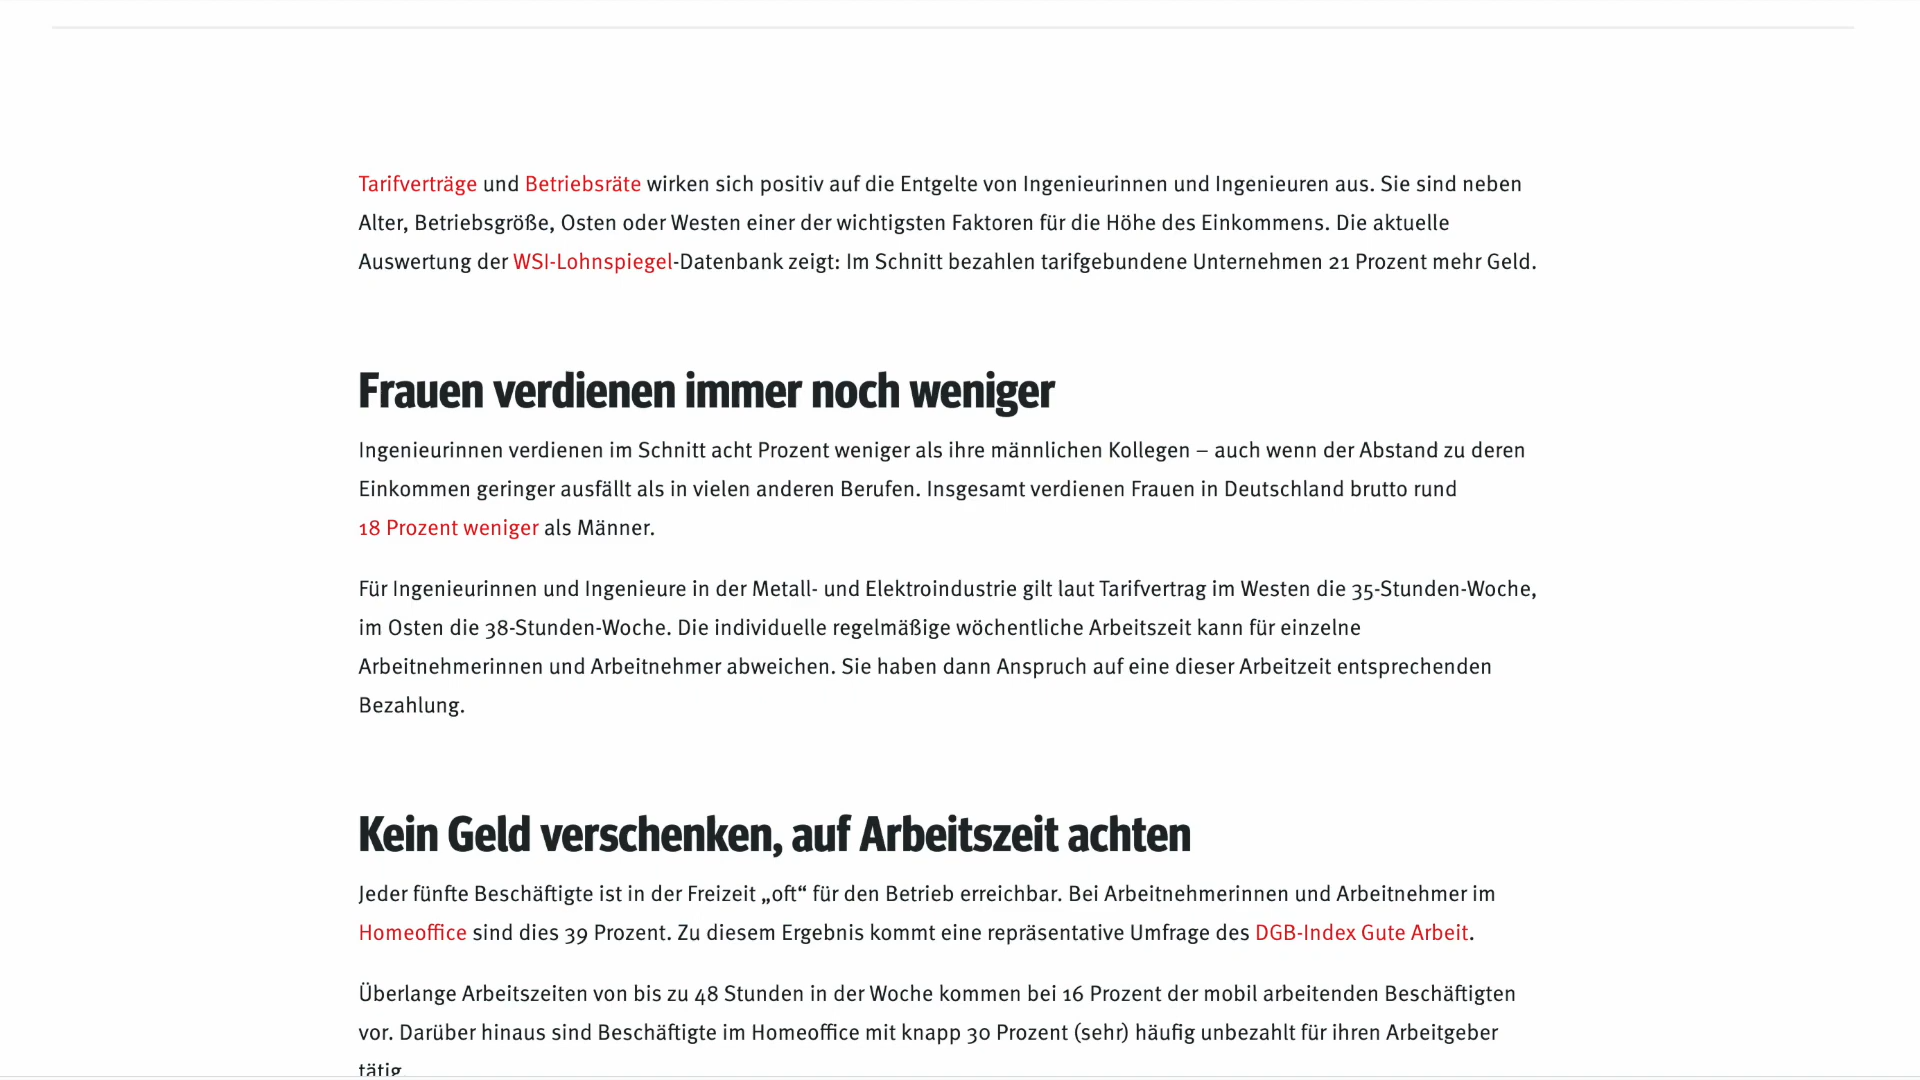 Tarifverträge und Betriebsräte wirken sich positiv auf die Entgelte von Ingenieurinnen und Ingenieuren aus. Sie sind neben
Alter, Betriebsgröße, Osten oder Westen einer der wichtigsten Faktoren für die Höhe des Einkommens. Die aktuelle
Auswertung der WSI-Lohnspiegel-Datenbank zeigt: Im Schnitt bezahlen tarifgebundene Unternehmen 21 Prozent mehr Geld.
Frauen verdienen immer noch weniger
Ingenieurinnen verdienen im Schnitt acht Prozent weniger als ihre männlichen Kollegen – auch wenn der Abstand zu deren
Einkommen geringer ausfällt als in vielen anderen Berufen. Insgesamt verdienen Frauen in Deutschland brutto rund
18 Prozent weniger als Männer.
Für Ingenieurinnen und Ingenieure in der Metall- und Elektroindustrie gilt laut Tarifvertrag im Westen die 35-Stunden-Woche,
im Osten die 38-Stunden-Woche. Die individuelle regelmäßige wöchentliche Arbeitszeit kann für einzelne
Arbeitnehmerinnen und Arbeitnehmer abweichen. Sie haben dann Anspruch auf eine dieser Arbeitzeit entsprechenden
Bezahlung.
Kein Geld verschenken, auf Arbeitszeit achten
Jeder fünfte Beschäftigte ist in der Freizeit „oft“ für den Betrieb erreichbar. Bei Arbeitnehmerinnen und Arbeitnehmer im
Homeoffice sind dies 39 Prozent. Zu diesem Ergebnis kommt eine repräsentative Umfrage des DGB-Index Gute Arbeit.
Überlange Arbeitszeiten von bis zu 48 Stunden in der Woche kommen bei 16 Prozent der mobil arbeitenden Beschäftigten
vor. Darüber hinaus sind Beschäftigte im Homeoffice mit knapp 30 Prozent (sehr) häufig unbezahlt für ihren Arbeitgeber
tätig